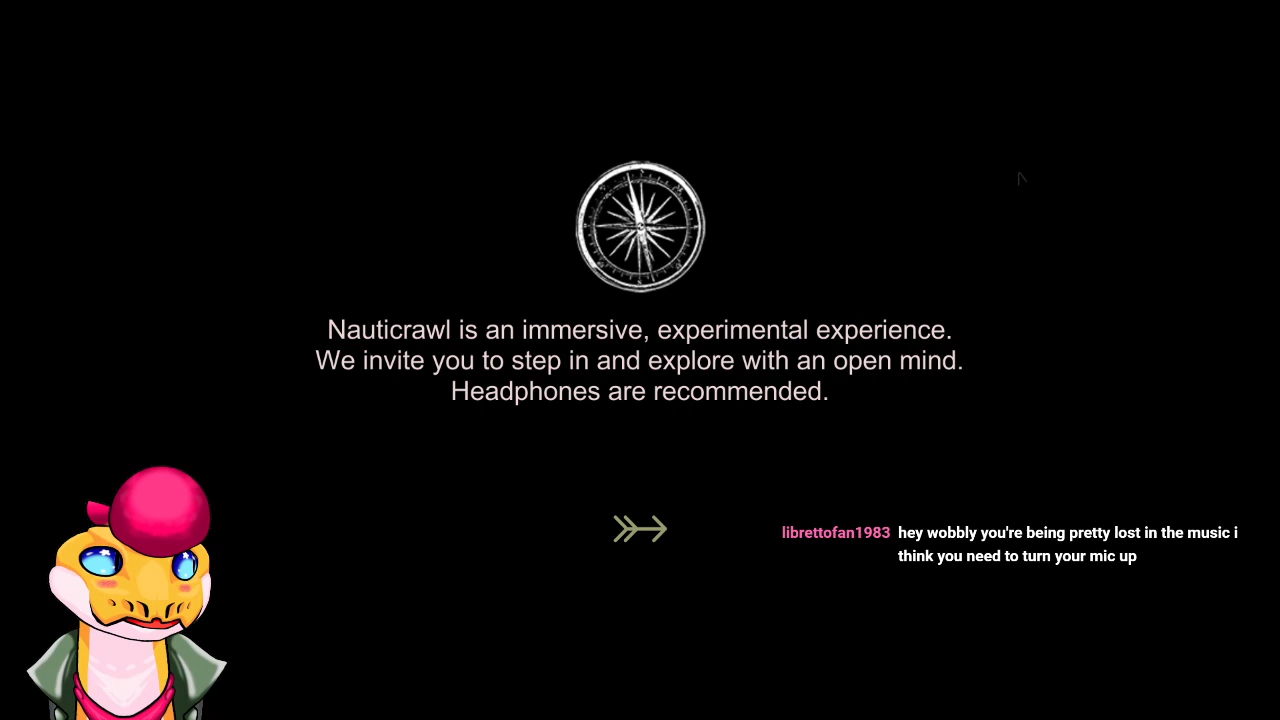 Nauticrawl is an immersive, experimental experience.
We invite you to step in and explore with an open mind.
Headphones are recommended.
librettofan1983 hey wobbly you're being pretty lost in the music i
think you need to turn your mic up